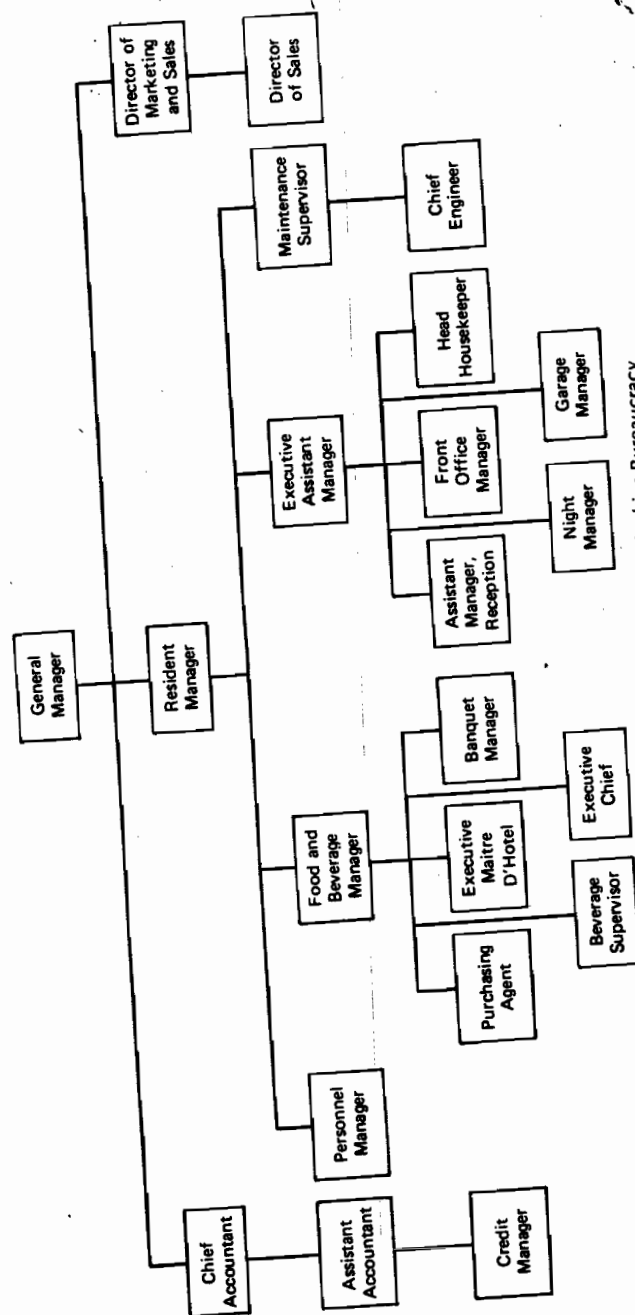 General
Manager
Chief
Accountant
Resident
Manager
Director of
Marketing
and Sales
Assistant
Accountant
Personnel
Manager
Food and
Beverage
Manager
Executive
Assistant
Manager
Maintenance
Supervisor
Director
of Sales
Credit
Manager
Purchasing
Agent
Executive
Maitre
D'Hotel
Banquet
Manager
Assistant
Manager,
Reception
Front
Office
Manager
Head
Housekeeper
Chief
Engineer
Beverage
Supervisor
Executive
Chief
Night
Manager
Garage
Manager
Bureaucracy